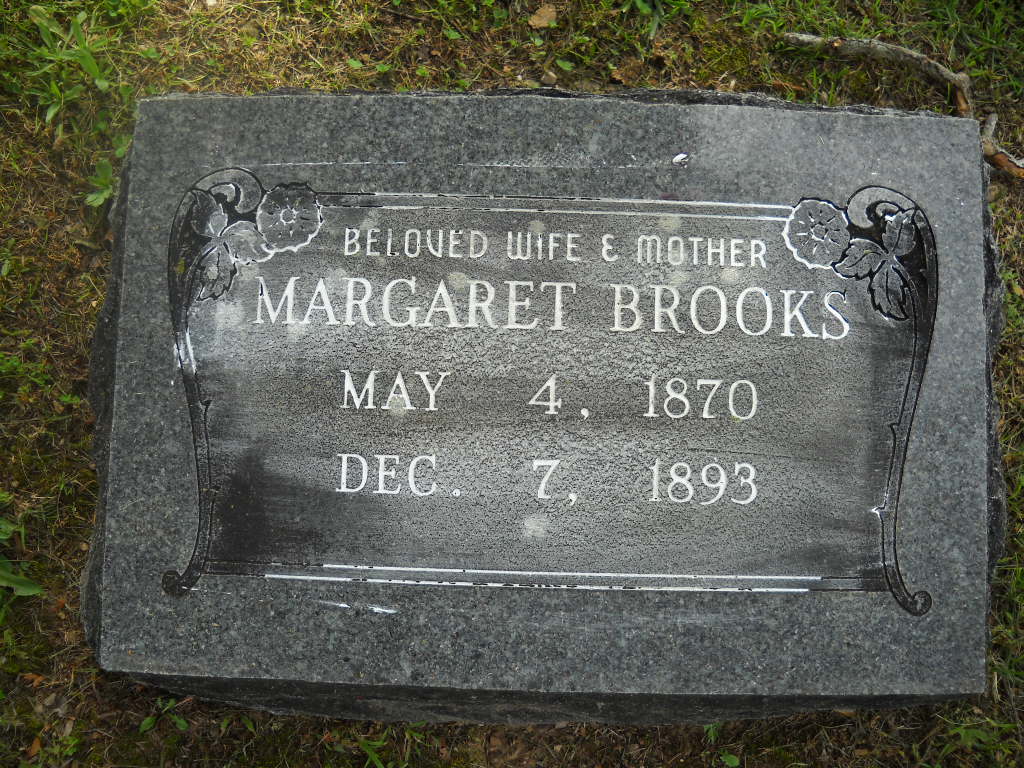 BELOVED WIFE & MOTHER
MARGARET BROOKS
MAY 4, 1870
DEC. 7, 1893